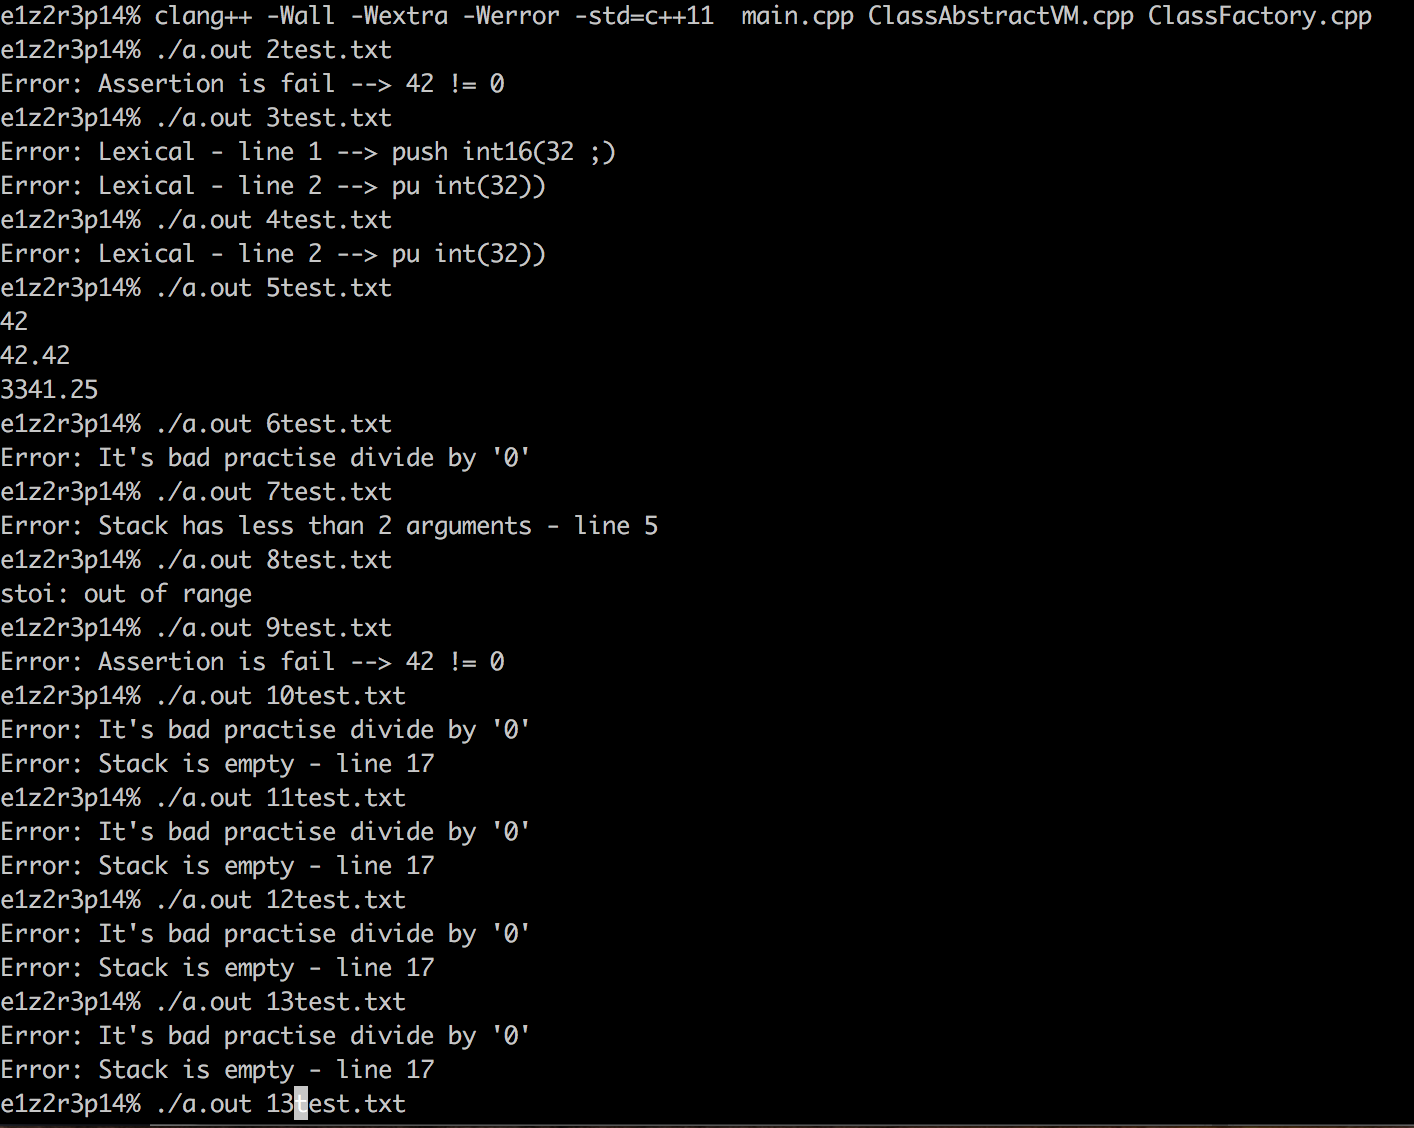 e1z2r3p14% clang++ -Wall -Wextra -Werror -std=c++11  main.cpp ClassAbstractVM.cpp ClassFactory.cpp
e1z2r3p14% ./a.out 2test.txt
Error: Assertion is fail --> 42 != 0
e1z2r3p14% ./a.out 3test.txt
Error: Lexical - line 1 --> push int16(32 ;)
Error: Lexical - line 2 --> pu int(32))
e1z2r3p14% ./a.out 4test.txt
Error: Lexical - line 2 --> pu int(32))
e1z2r3p14% ./a.out 5test.txt
42
42.42
3341.25
e1z2r3p14% ./a.out 6test.txt
Error: It's bad practise divide by '0'
e1z2r3p14% ./a.out 7test.txt
Error: Stack has less than 2 arguments - line 5
e1z2r3p14% ./a.out 8test.txt
stoi: out of range
e1z2r3p14% ./a.out 9test.txt
Error: Assertion is fail --> 42 != 0
e1z2r3p14% ./a.out 10test.txt
Error: It's bad practise divide by '0'
Error: Stack is empty - line 17
e1z2r3p14% ./a.out 11test.txt
Error: It's bad practise divide by '0'
Error: Stack is empty - line 17
e1z2r3p14% ./a.out 12test.txt
Error: It's bad practise divide by '0'
Error: Stack is empty - line 17
e1z2r3p14% ./a.out 13test.txt
Error: It's bad practise divide by '0'
Error: Stack is empty - line 17
e1z2r3p14% ./a.out 13test.txt